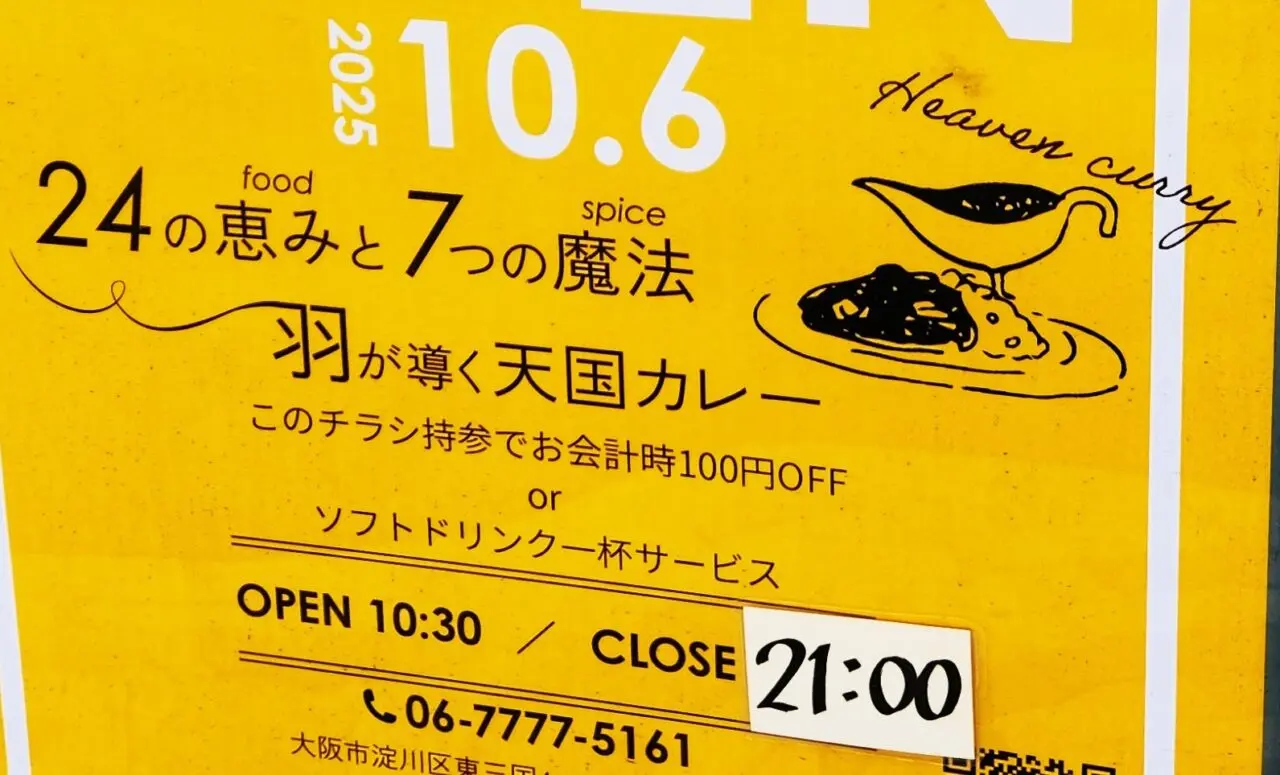 2025 10.6
Heaven curry
food spice
24の恵みと7つの魔法
羽が導く天国カレー
このチラシ持参でお会計時100円OFF
or
ソフトドリンク一杯サービス
OPEN 10:30 / CLOSE 21:00
06-7777-5161
大阪市淀川区東三国